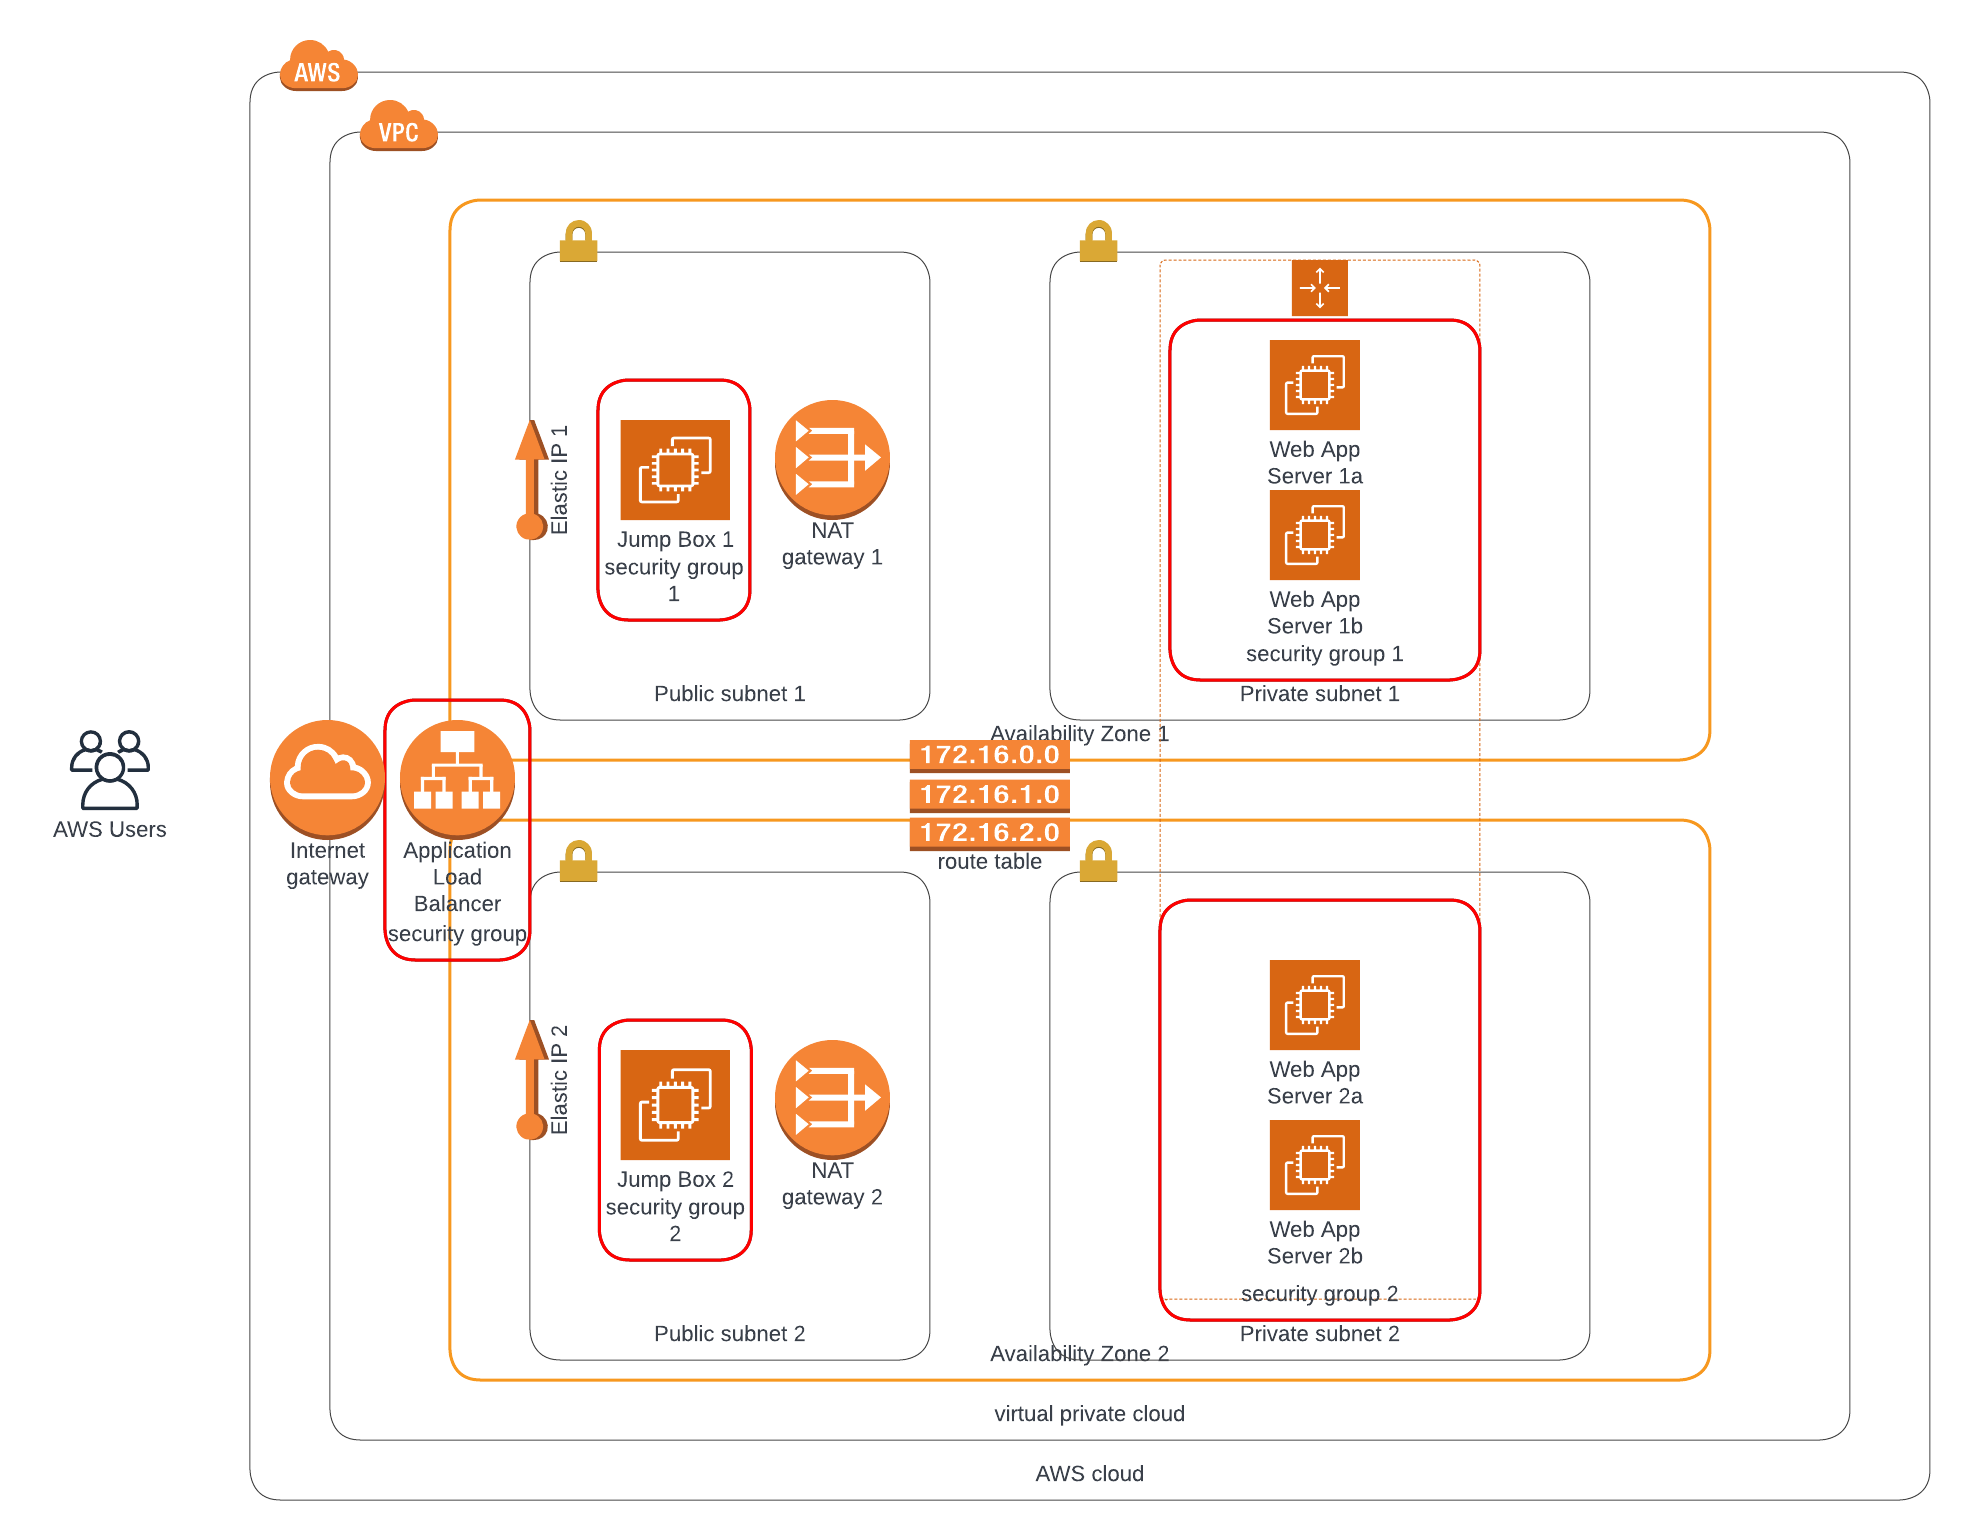 AWS
VPC
Elastic IP 1
Jump Box 1
security group
1
NAT
gateway 1
Public subnet 1
Web App
Server 1a
Web App
Server 1b
security group 1
Private subnet 1
Availability Zone 1
172.16.0.0
172.16.1.0
172.16.2.0
route table
AWS Users
Internet
gateway
Application
Load
Balancer
security group
Elastic IP 2
Jump Box 2
security group
2
NAT
gateway 2
Public subnet 2
Web App
Server 2a
Web App
Server 2b
security group 2
Private subnet 2
Availability Zone 2
virtual private cloud
AWS cloud